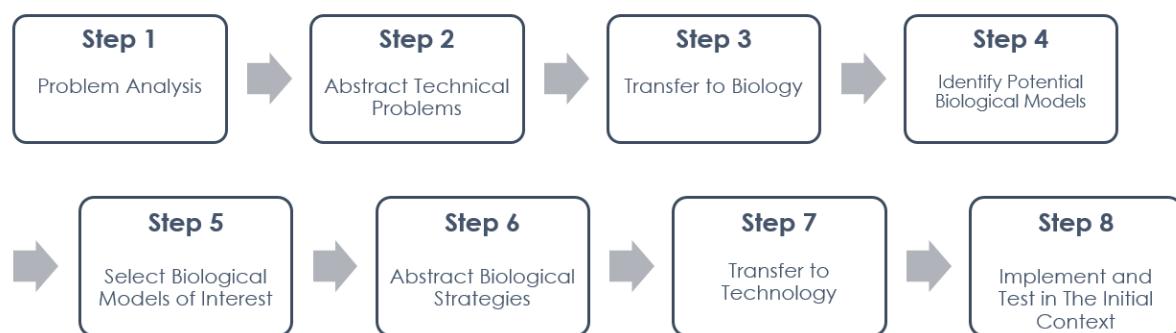 Step 1
Problem Analysis
Step 2
Abstract Technical
Problems
Step 3
Transfer to Biology
Step 4
Identify Potential
Biological Models
Step 5
Select Biological
Models of Interest
Step 6
Abstract Biological
Strategies
Step 7
Transfer to
Technology
Step 8
Implement and
Test in The Initial
Context